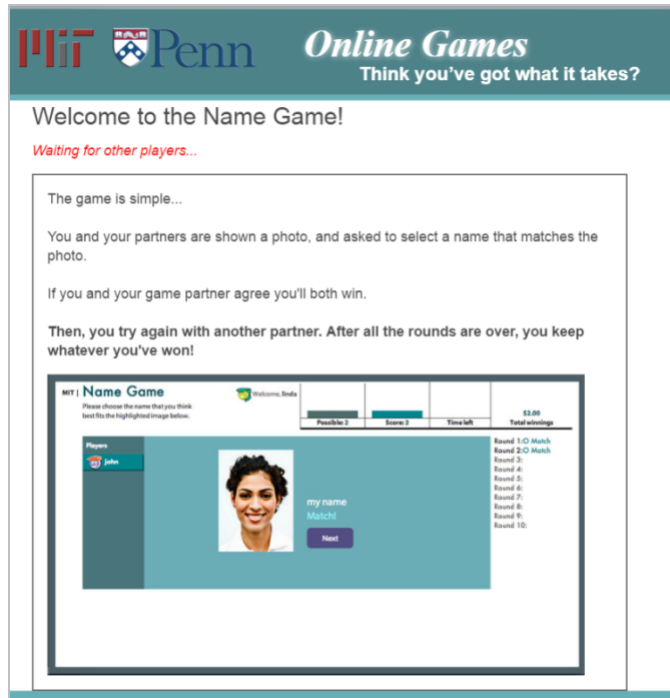 MIT Penn Online Games
Think you've got what it takes?
Welcome to the Name Game!
Waiting for other players...
The game is simple...
You and your partners are shown a photo, and asked to select a name that matches the
photo.
If you and your game partner agree you'll both win.
Then, you try again with another partner. After all the rounds are over, you keep
whatever you've won!
MIT | Name Game
Please choose the name that you think
best fits the highlighted image below.
Welcome, linda
Possible: 2
Score: 2
Time left
$2.00
Total winnings
Players
John
my name
Match!
Next
Round 1:O Match
Round 2:O Match
Round 3:
Round 4:
Round 5:
Round 6:
Round 7:
Round 8:
Round 9:
Round 10: